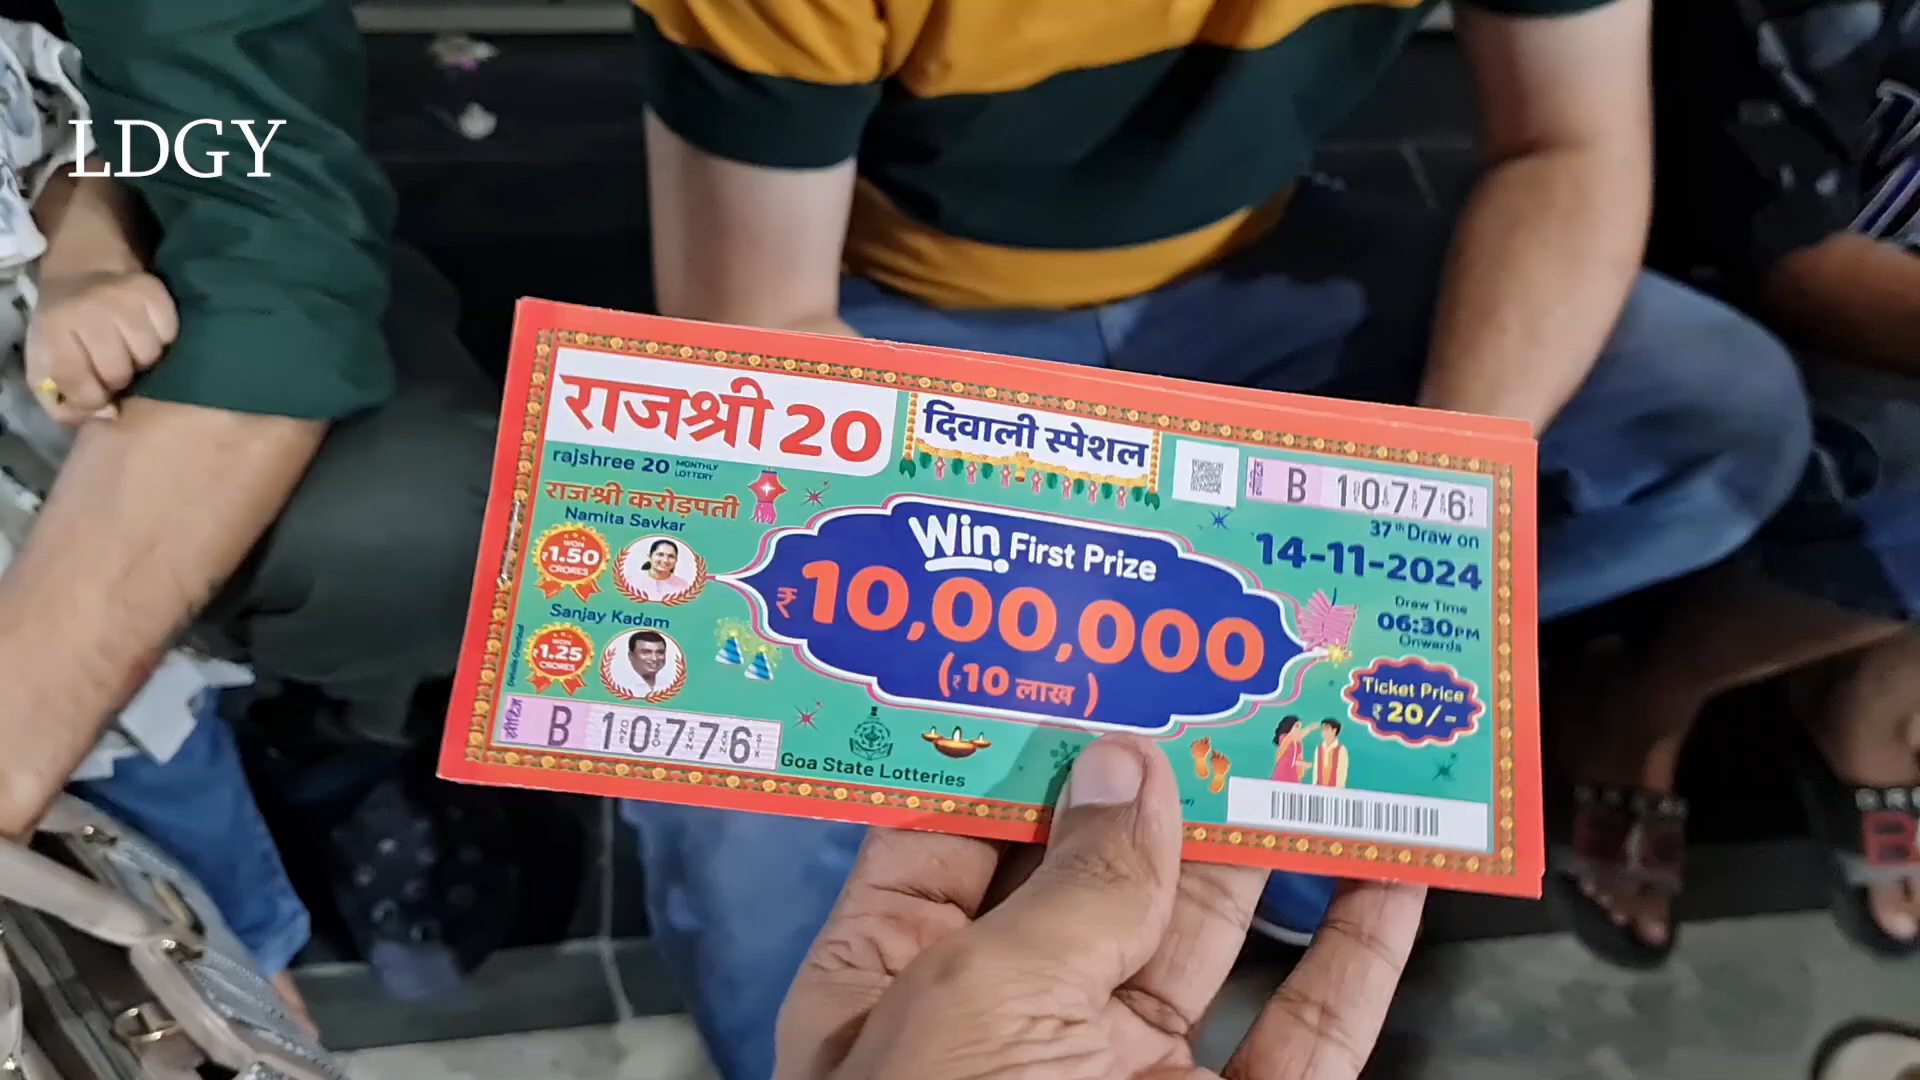 LDGY
राजश्री 20
दिवाली स्पेशल
rajshree 20 MONTHLY LOTTERY
सीरीज B 10776
37th Draw on
14-11-2024
Draw Time
06:30PM
Onwards
राजश्री करोड़पती
Namita Savkar
WON
₹1.50
CRORES
Sanjay Kadam
WON
₹1.25
CRORES
Win First Prize
₹10,00,000
(₹10 लाख)
Ticket Price
₹20/-
B 10776
Goa State Lotteries